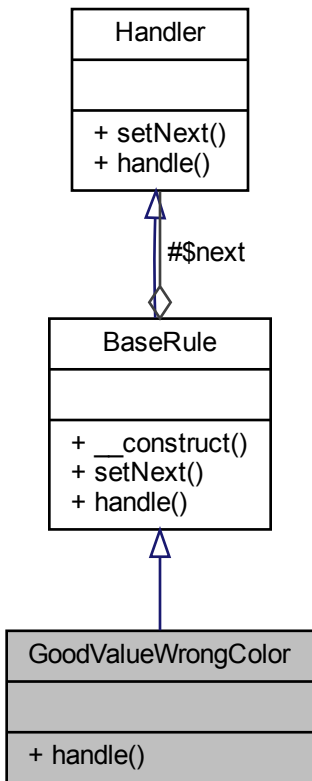 Handler
+ setNext()
+ handle()
#$next
BaseRule
+ __construct()
+ setNext()
+ handle()
GoodValueWrongColor
+ handle()